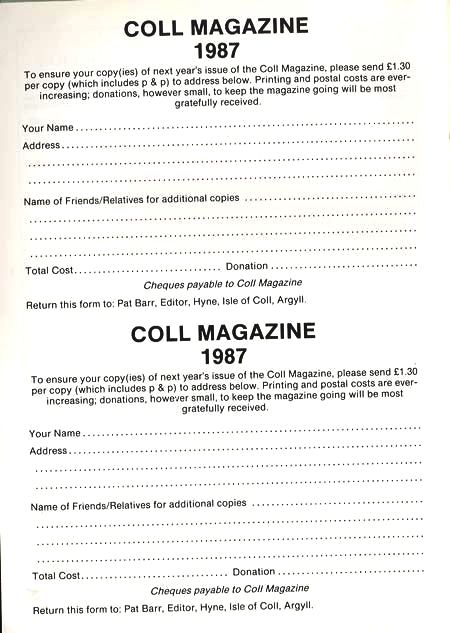 COLL MAGAZINE
1987
To ensure your copy(ies) of next year's issue of the Coll Magazine, please send £1.30
per copy (which includes p & p) to address below. Printing and postal costs are ever-
increasing; donations, however small, to keep the magazine going will be most
gratefully received.
Your Name
Address
Name of Friends/Relatives for additional copies
Total Cost Donation
Cheques payable to Coll Magazine
Return this form to: Pat Barr, Editor, Hyne, Isle of Coll, Argyll.
COLL MAGAZINE
1987
To ensure your copy(ies) of next year's issue of the Coll Magazine, please send £1.30
per copy (which includes p & p) to address below. Printing and postal costs are ever-
increasing; donations, however small, to keep the magazine going will be most
gratefully received.
Your Name
Address
Name of Friends/Relatives for additional copies
Total Cost Donation
Cheques payable to Coll Magazine
Return this form to: Pat Barr, Editor, Hyne, Isle of Coll, Argyll.